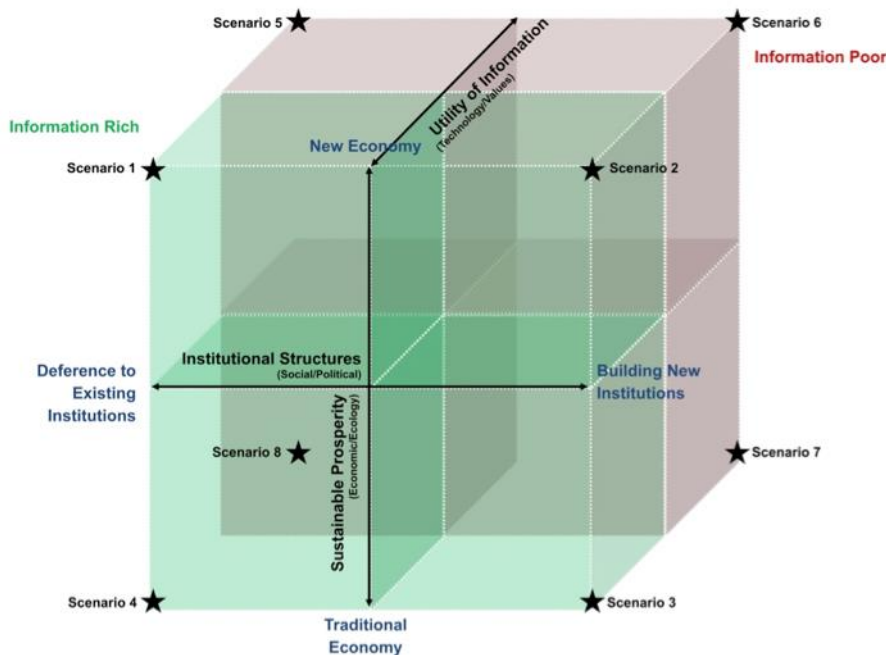 Scenario 5
Scenario 6
Utility of Information
(Technology/Values)
Information Poor
Information Rich
New Economy
Scenario 1
Scenario 2
Institutional Structures
(Social/Political)
Deference to
Existing
Institutions
Building New
Institutions
Sustainable Prosperity
(Economic/Ecology)
Scenario 8
Scenario 7
Scenario 4
Scenario 3
Traditional
Economy